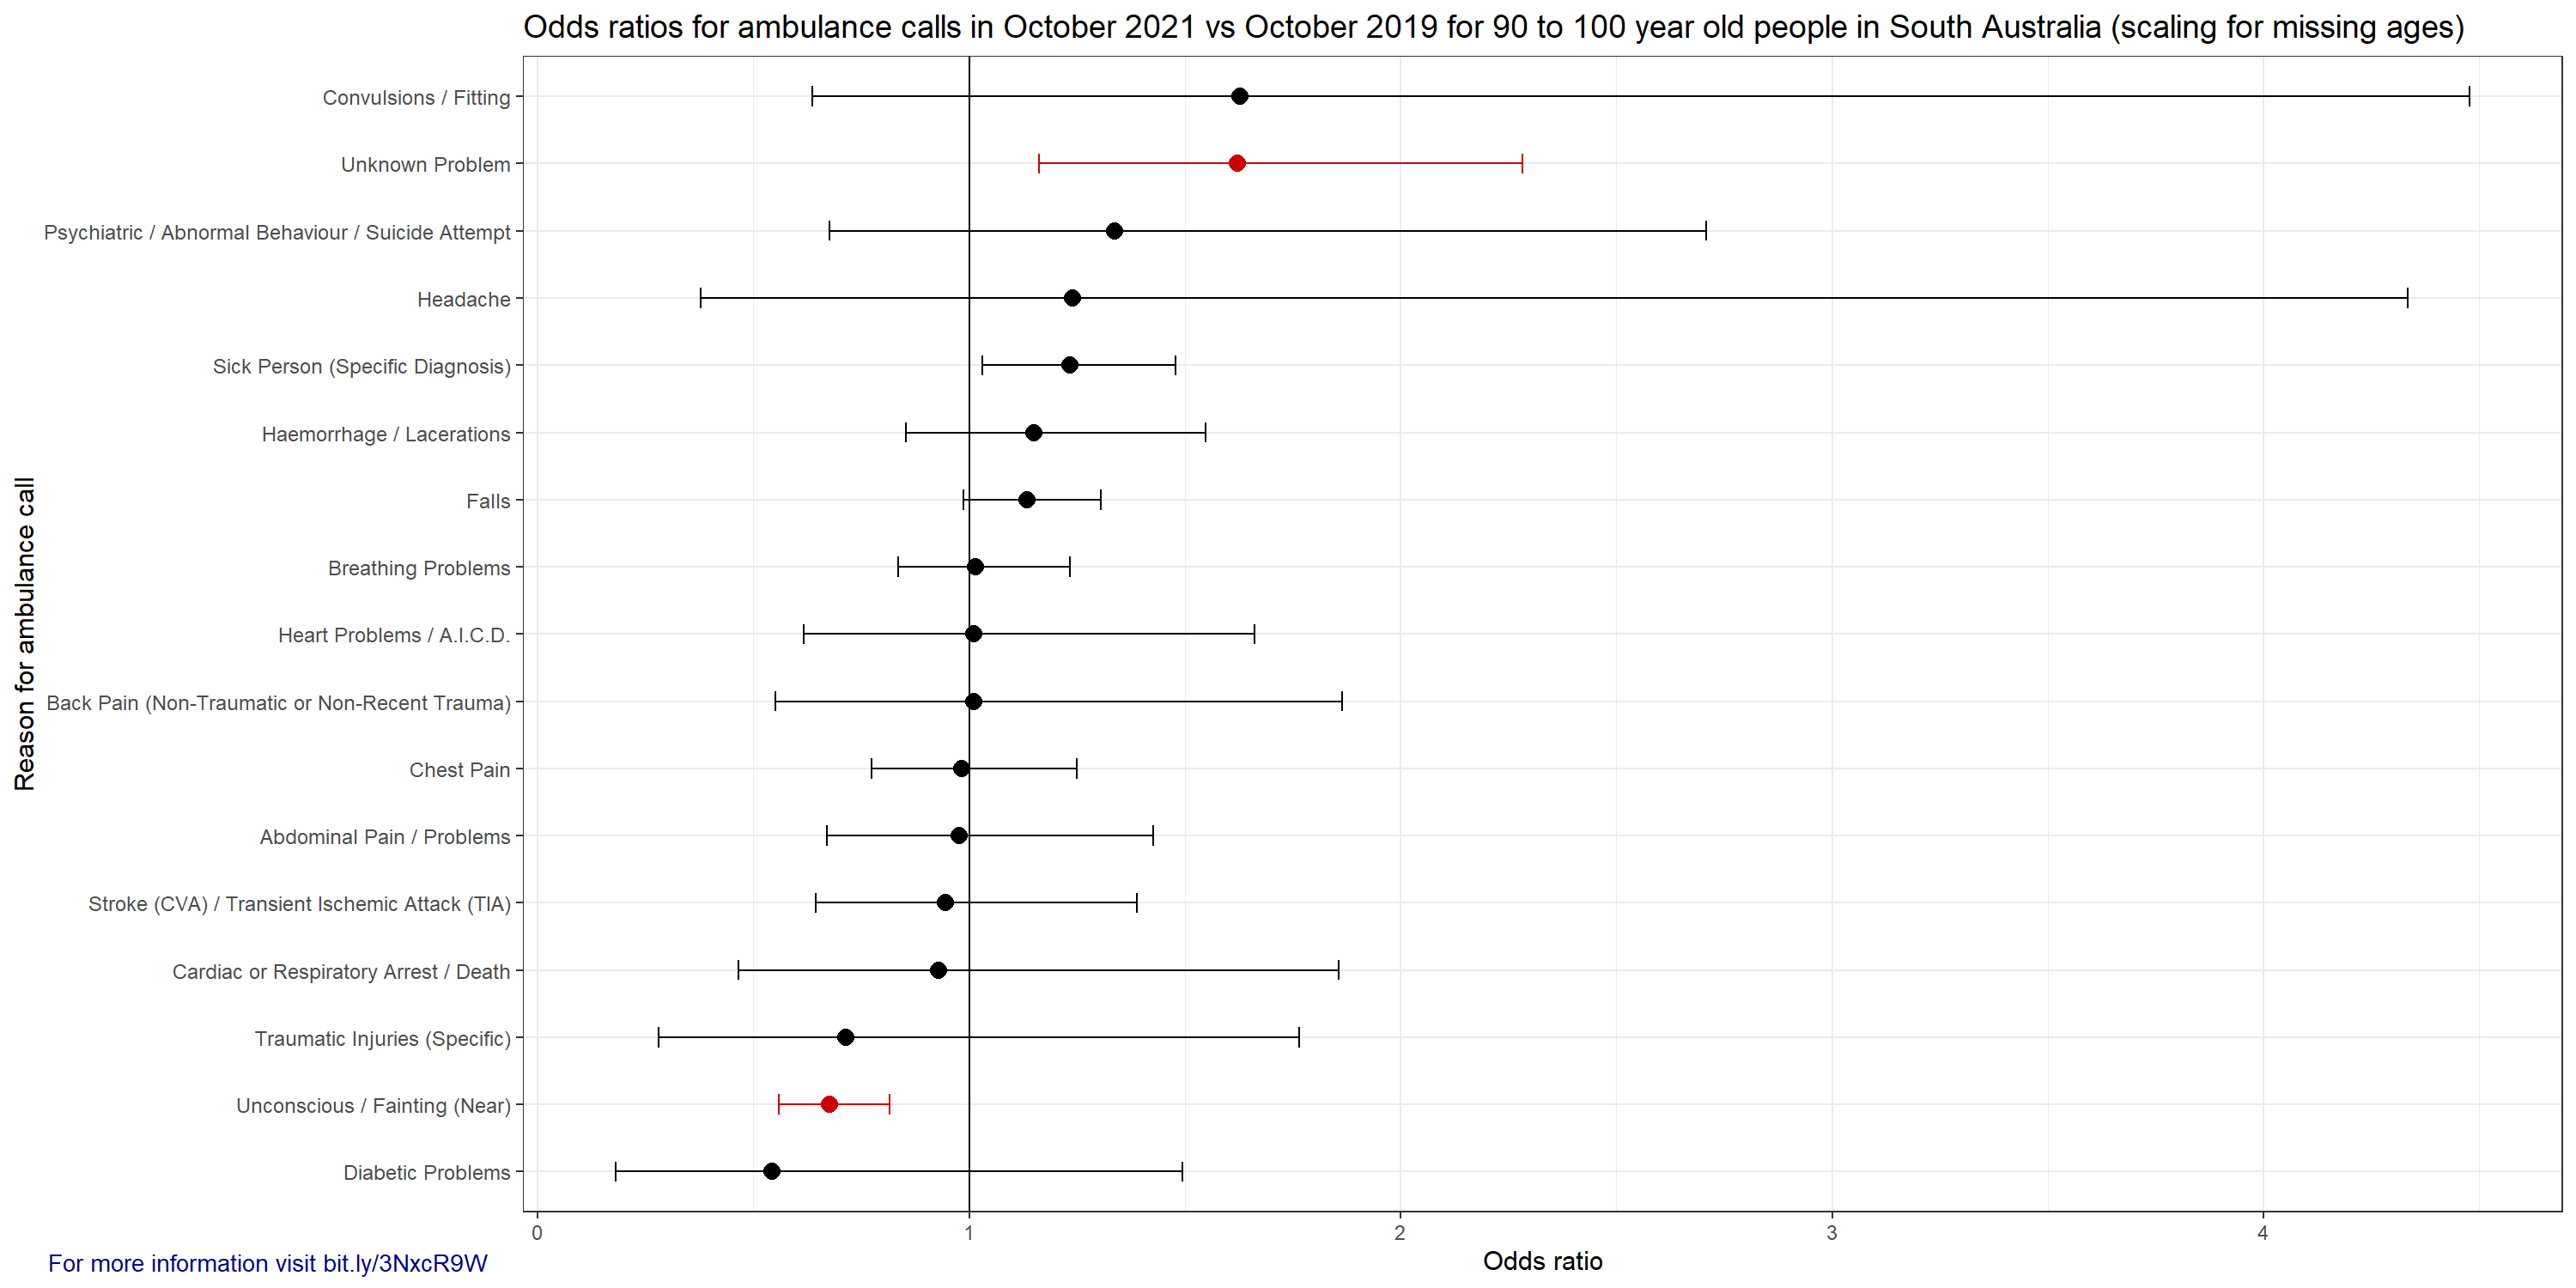 Odds ratios for ambulance calls in October 2021 vs October 2019 for 90 to 100 year old people in South Australia (scaling for missing ages)
Reason for ambulance call
Convulsions / Fitting
Unknown Problem
Psychiatric / Abnormal Behaviour / Suicide Attempt
Headache
Sick Person (Specific Diagnosis)
Haemorrhage / Lacerations
Falls
Breathing Problems
Heart Problems / A.I.C.D.
Back Pain (Non-Traumatic or Non-Recent Trauma)
Chest Pain
Abdominal Pain / Problems
Stroke (CVA) / Transient Ischemic Attack (TIA)
Cardiac or Respiratory Arrest / Death
Traumatic Injuries (Specific)
Unconscious / Fainting (Near)
Diabetic Problems
0 1 2 3 4
Odds ratio
For more information visit bit.ly/3NxcR9W